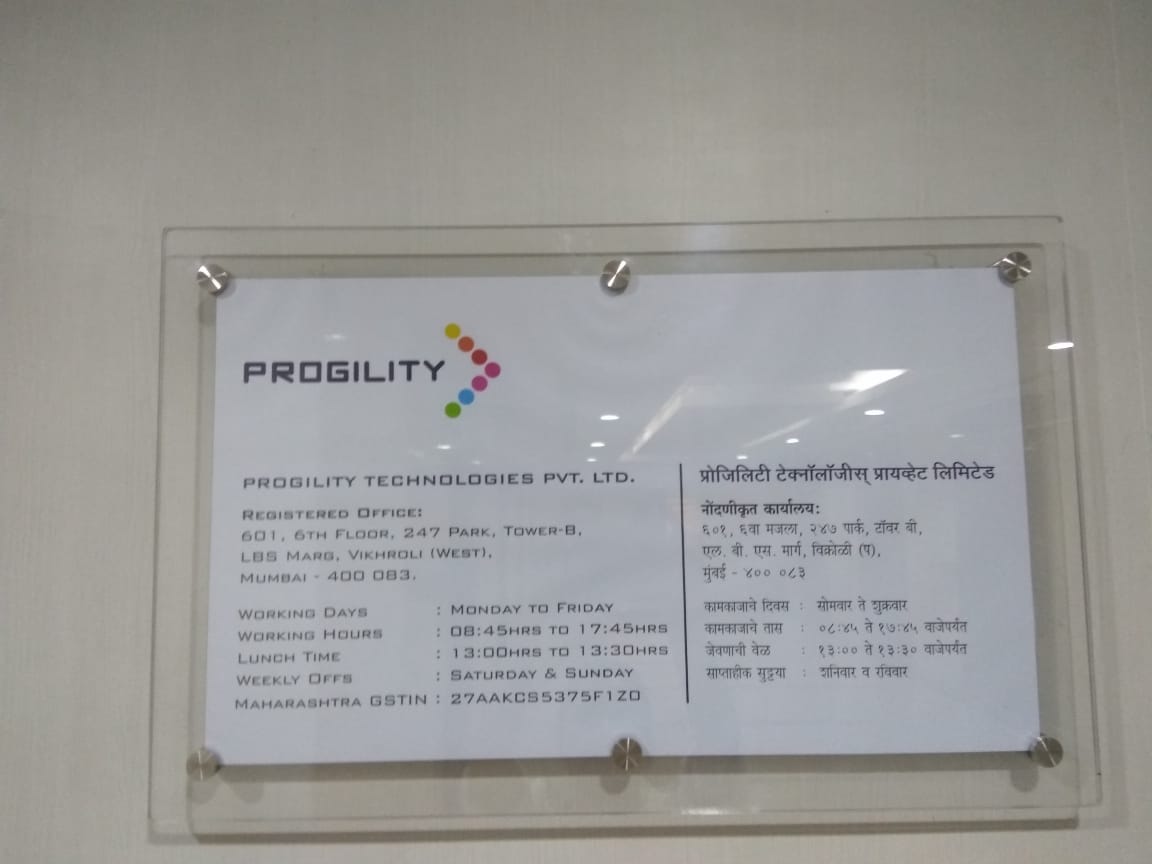 PROGILITY
PROGILITY TECHNOLOGIES PVT. LTD.
REGISTERED OFFICE:
601, 6TH FLOOR, 247 PARK, TOWER-B,
LBS MARG, VIKHROLI (WEST),
MUMBAI - 400 083.
WORKING DAYS : MONDAY TO FRIDAY
WORKING HOURS : 08:45HRS TO 17:45HRS
LUNCH TIME : 13:00HRS TO 13:30HRS
WEEKLY OFFS : SATURDAY & SUNDAY
MAHARASHTRA GSTIN : 27AAKCS5375F1ZO
प्रोजिलिटी टेक्नॉलॉजीस् प्रायव्हेट लिमिटेड
नोंदणीकृत कार्यालय:
६०१, ६वा मजला, २४७ पार्क, टॉवर बी,
एल. बी. एस. मार्ग, विक्रोळी (प),
मुंबई - ४०० ०८३
कामकाजाचे दिवस : सोमवार ते शुक्रवार
कामकाजाचे तास : ०८:४५ ते १७:४५ वाजेपर्यंत
जेवणाची वेळ : १३:०० ते १३:३० वाजेपर्यंत
साप्ताहीक सुट्टया : शनिवार व रविवार